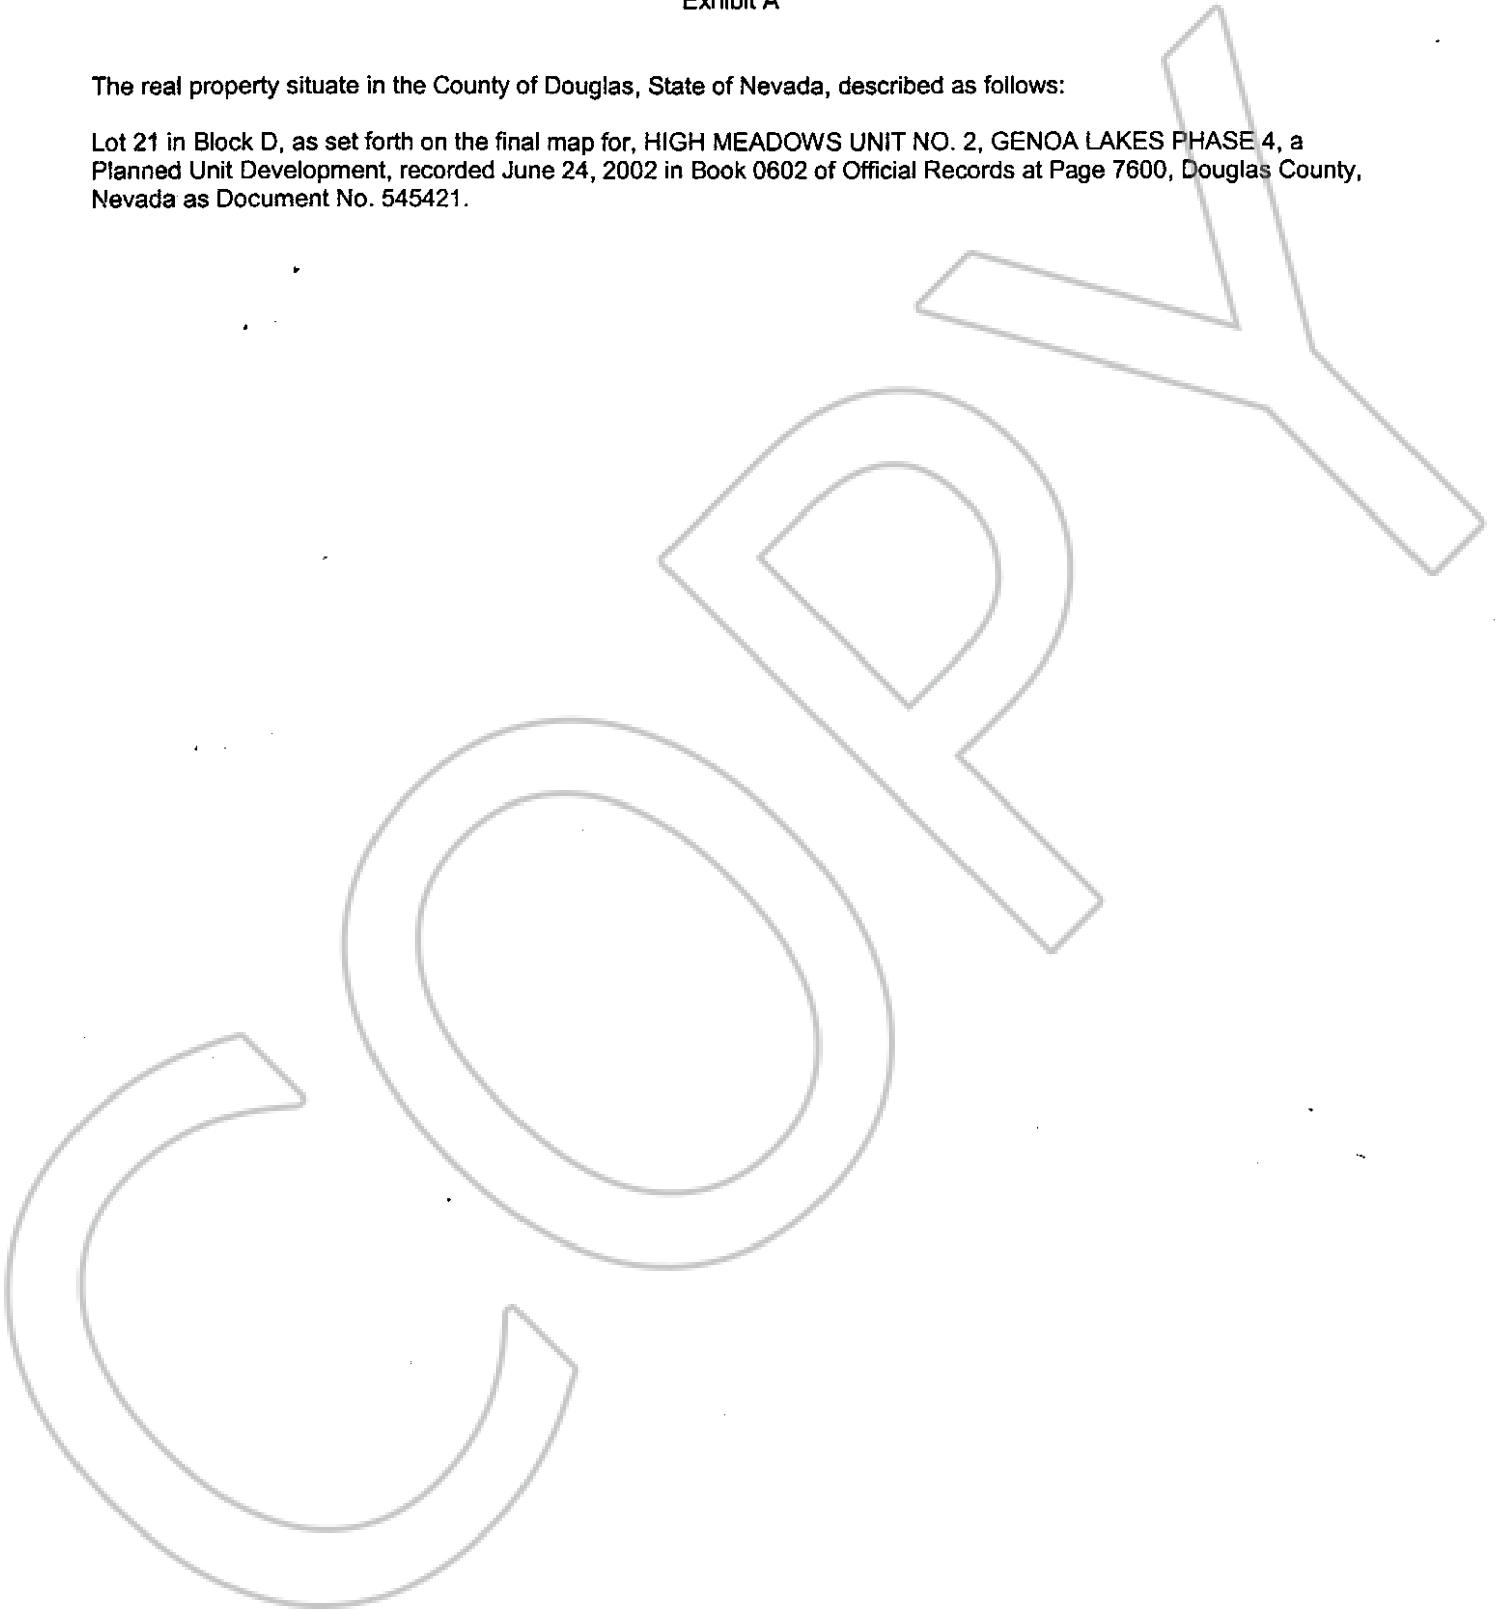 Exhibit A
The real property situate in the County of Douglas, State of Nevada, described as follows:
Lot 21 in Block D, as set forth on the final map for, HIGH MEADOWS UNIT NO. 2, GENOA LAKES PHASE 4, a
Planned Unit Development, recorded June 24, 2002 in Book 0602 of Official Records at Page 7600, Douglas County,
Nevada as Document No. 545421.
COPY